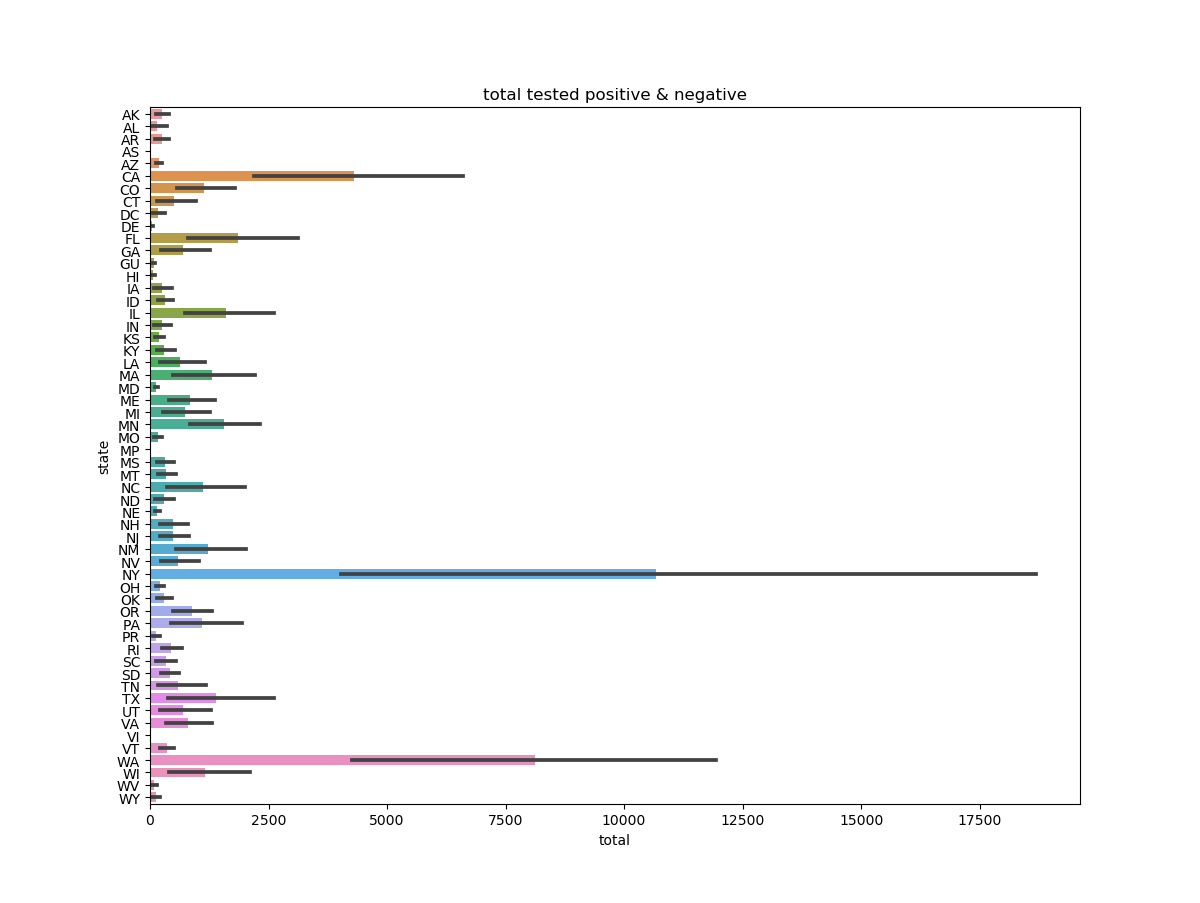 total tested positive & negative
state
AK
AL
AR
AS
AZ
CA
CO
CT
DC
DE
FL
GA
GU
HI
IA
ID
IL
IN
KS
KY
LA
MA
MD
ME
MI
MN
MO
MP
MS
MT
NC
ND
NE
NH
NJ
NM
NV
NY
OH
OK
OR
PA
PR
RI
SC
SD
TN
TX
UT
VA
VI
VT
WA
WI
WV
WY
0 2500 5000 7500 10000 12500 15000 17500
total